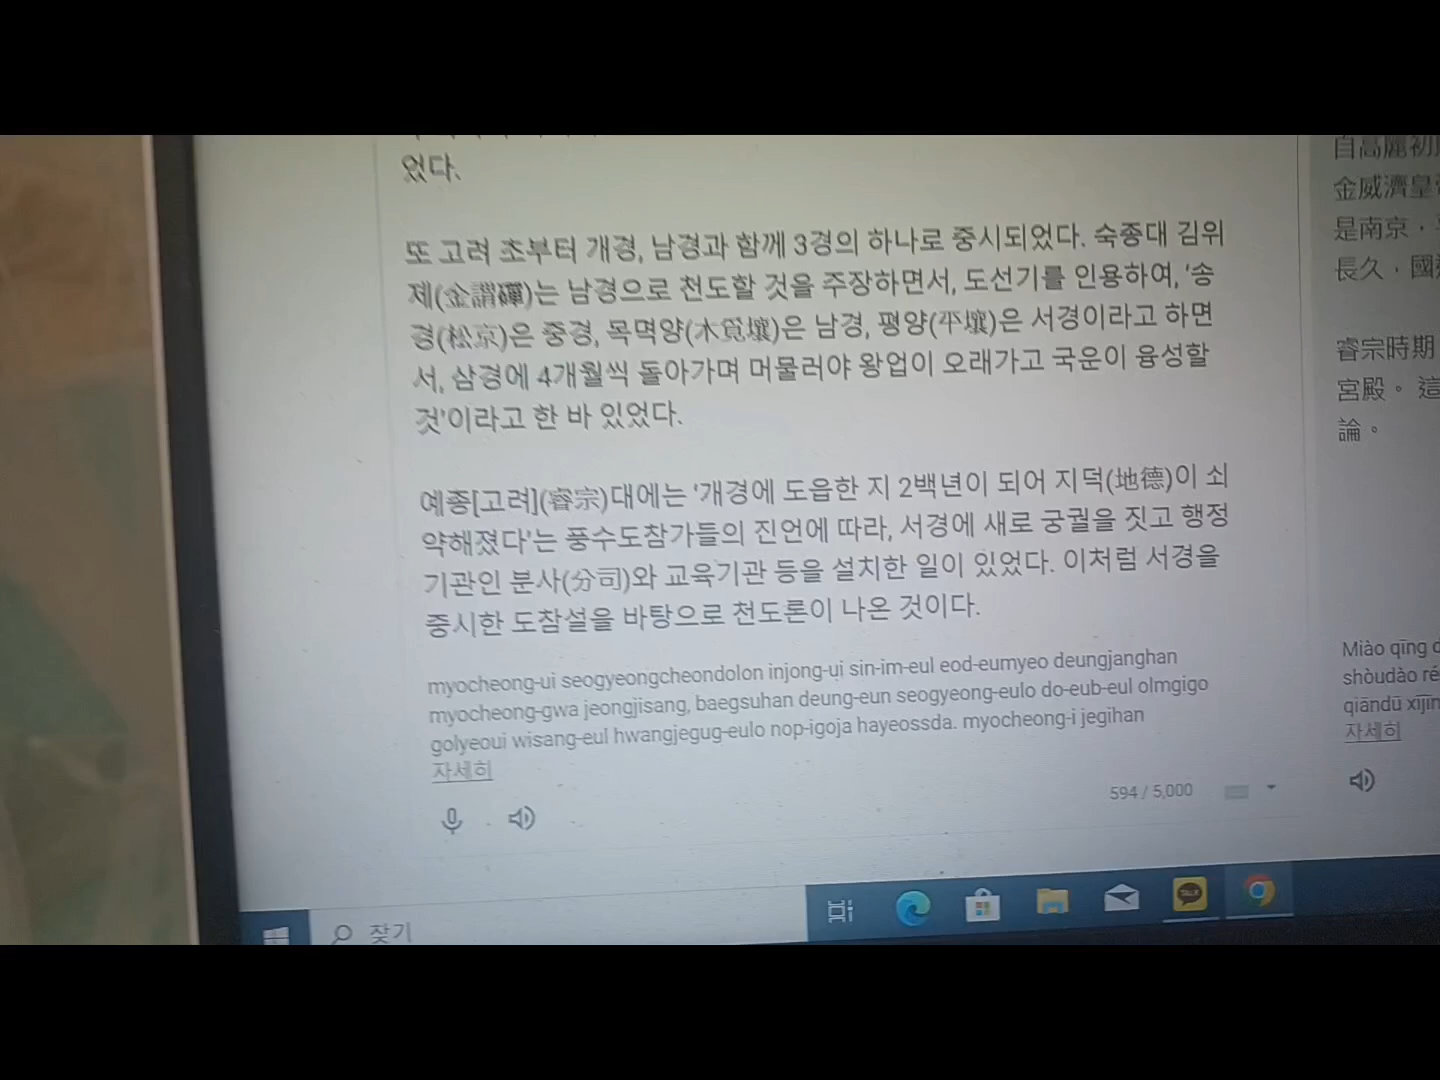 었다.
또 고려 초부터 개경, 남경과 함께 3경의 하나로 중시되었다. 숙종대 김위
제(金謂磾)는 남경으로 천도할 것을 주장하면서, 도선기를 인용하여, '송
경(松京)은 중경, 목멱양(木覓壤)은 남경, 평양(平壤)은 서경이라고 하면
서, 삼경에 4개월씩 돌아가며 머물러야 왕업이 오래가고 국운이 융성할
것'이라고 한 바 있었다.
예종[고려](睿宗)대에는 '개경에 도읍한 지 2백년이 되어 지덕(地德)이 쇠
약해졌다'는 풍수도참가들의 진언에 따라, 서경에 새로 궁궐을 짓고 행정
기관인 분사(分司)와 교육기관 등을 설치한 일이 있었다. 이처럼 서경을
중시한 도참설을 바탕으로 천도론이 나온 것이다.
myocheong-ui seogyeongcheondolon injong-ui sin-im-eul eod-eumyeo deungjanghan
myocheong-gwa jeongjisang, baegsuhan deung-eun seogyeong-eulo do-eub-eul olmgigo
golyeoui wisang-eul hwangjegug-eulo nop-igoja hayeossda. myocheong-i jegihan
자세히
594 / 5,000
自高麗初
金威濟皇
是南京，
長久，國
睿宗時期
宮殿。 這
論。
Miào qīng
shòudào
qiāndū xījīn
자세히
찾기
TALK